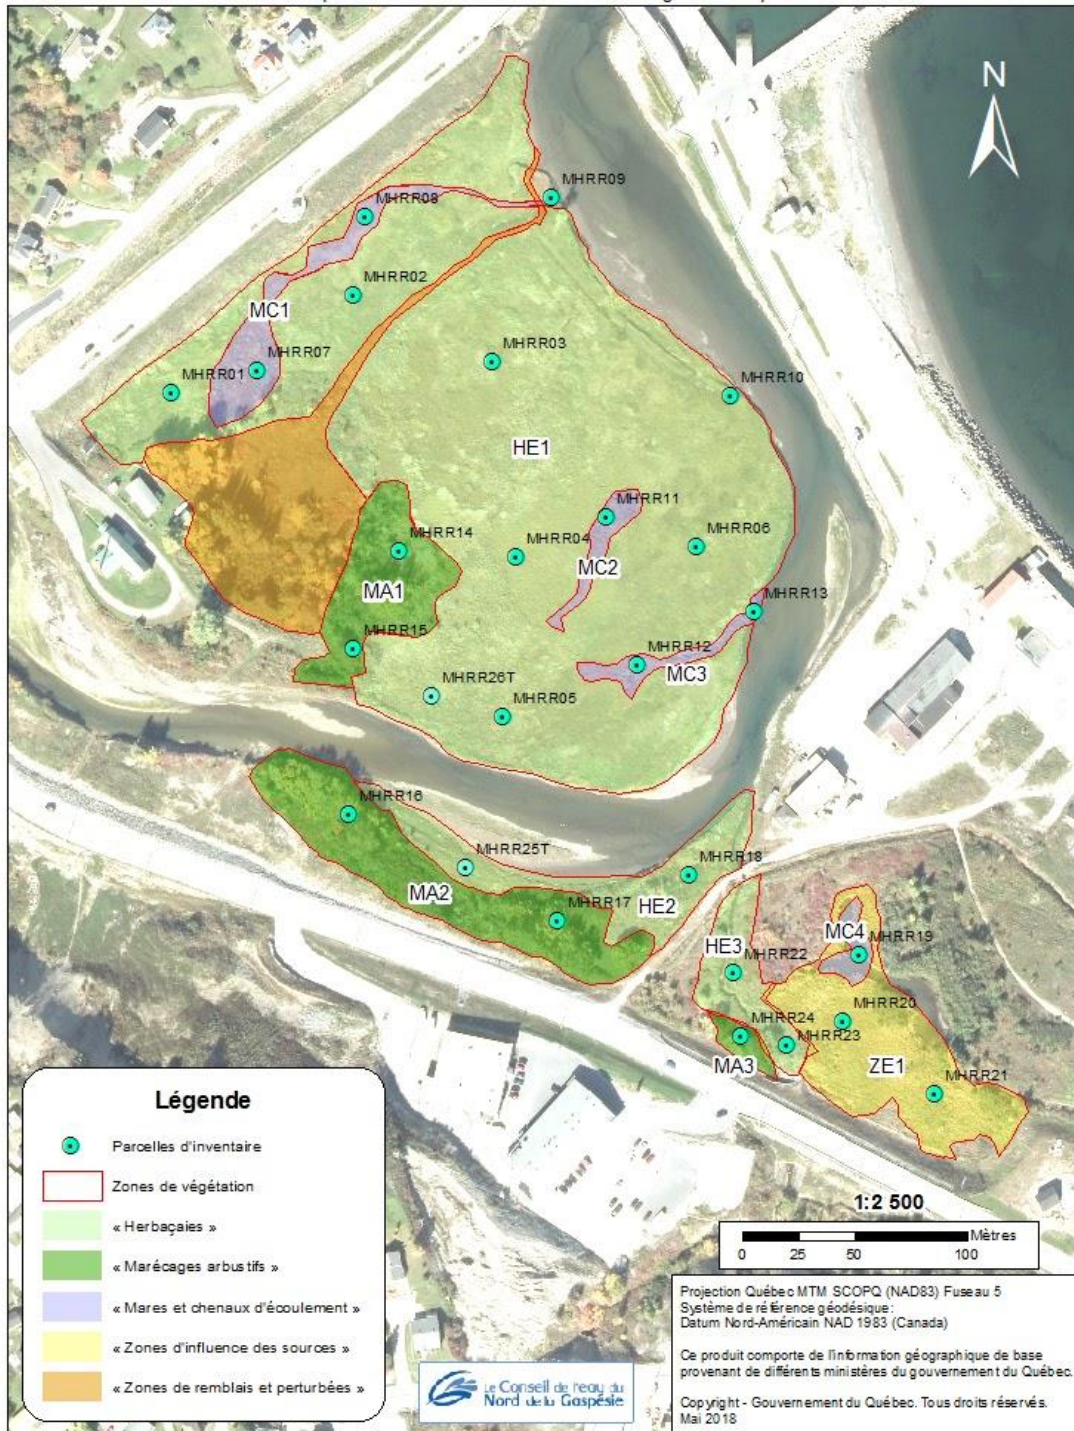 N
MHRR09
MHRR08
MHRR02
MC1
MHRR03
MHRR07
MHRR01
MHRR10
HE1
MHRR11
MHRR14
MHRR04
MHRR06
MC2
MA1
MHRR13
MHRR15
MHRR12
MC3
MHRR26T
MHRR05
MHRR16
MHRR25T
MHRR18
MA2
MHRR17
HE2
MC4
MHRR19
HE3
MHRR22
MHRR20
MHRR24
MHRR23
MA3
ZE1
MHRR21
Légende
Parcelles d'inventaire
Zones de végétation
« Herbaçaies »
« Marécages arbustifs »
« Mares et chenaux d'écoulement »
« Zones d'influence des sources »
« Zones de remblais et perturbées »
1:2 500
Mètres
0 25 50 100
Le Conseil de l'eau du
Nord de la Gaspésie
Projection Québec MTM SCOPQ (NAD83) Fuseau 5
Système de référence géodésique:
Datum Nord-Américain NAD 1983 (Canada)
Ce produit comporte de l'information géographique de base
provenant de différents ministères du gouvernement du Québec.
Copyright - Gouvernement du Québec. Tous droits réservés.
Mai 2018